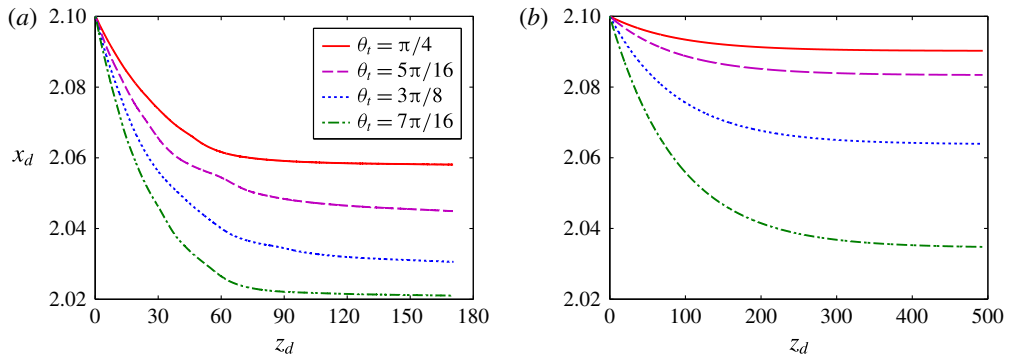 (a)
2.10
2.08
2.06
2.04
2.02
x_d
θ_t = π/4
θ_t = 5π/16
θ_t = 3π/8
θ_t = 7π/16
0 30 60 90 120 150 180
z_d
(b)
2.10
2.08
2.06
2.04
2.02
0 100 200 300 400 500
z_d